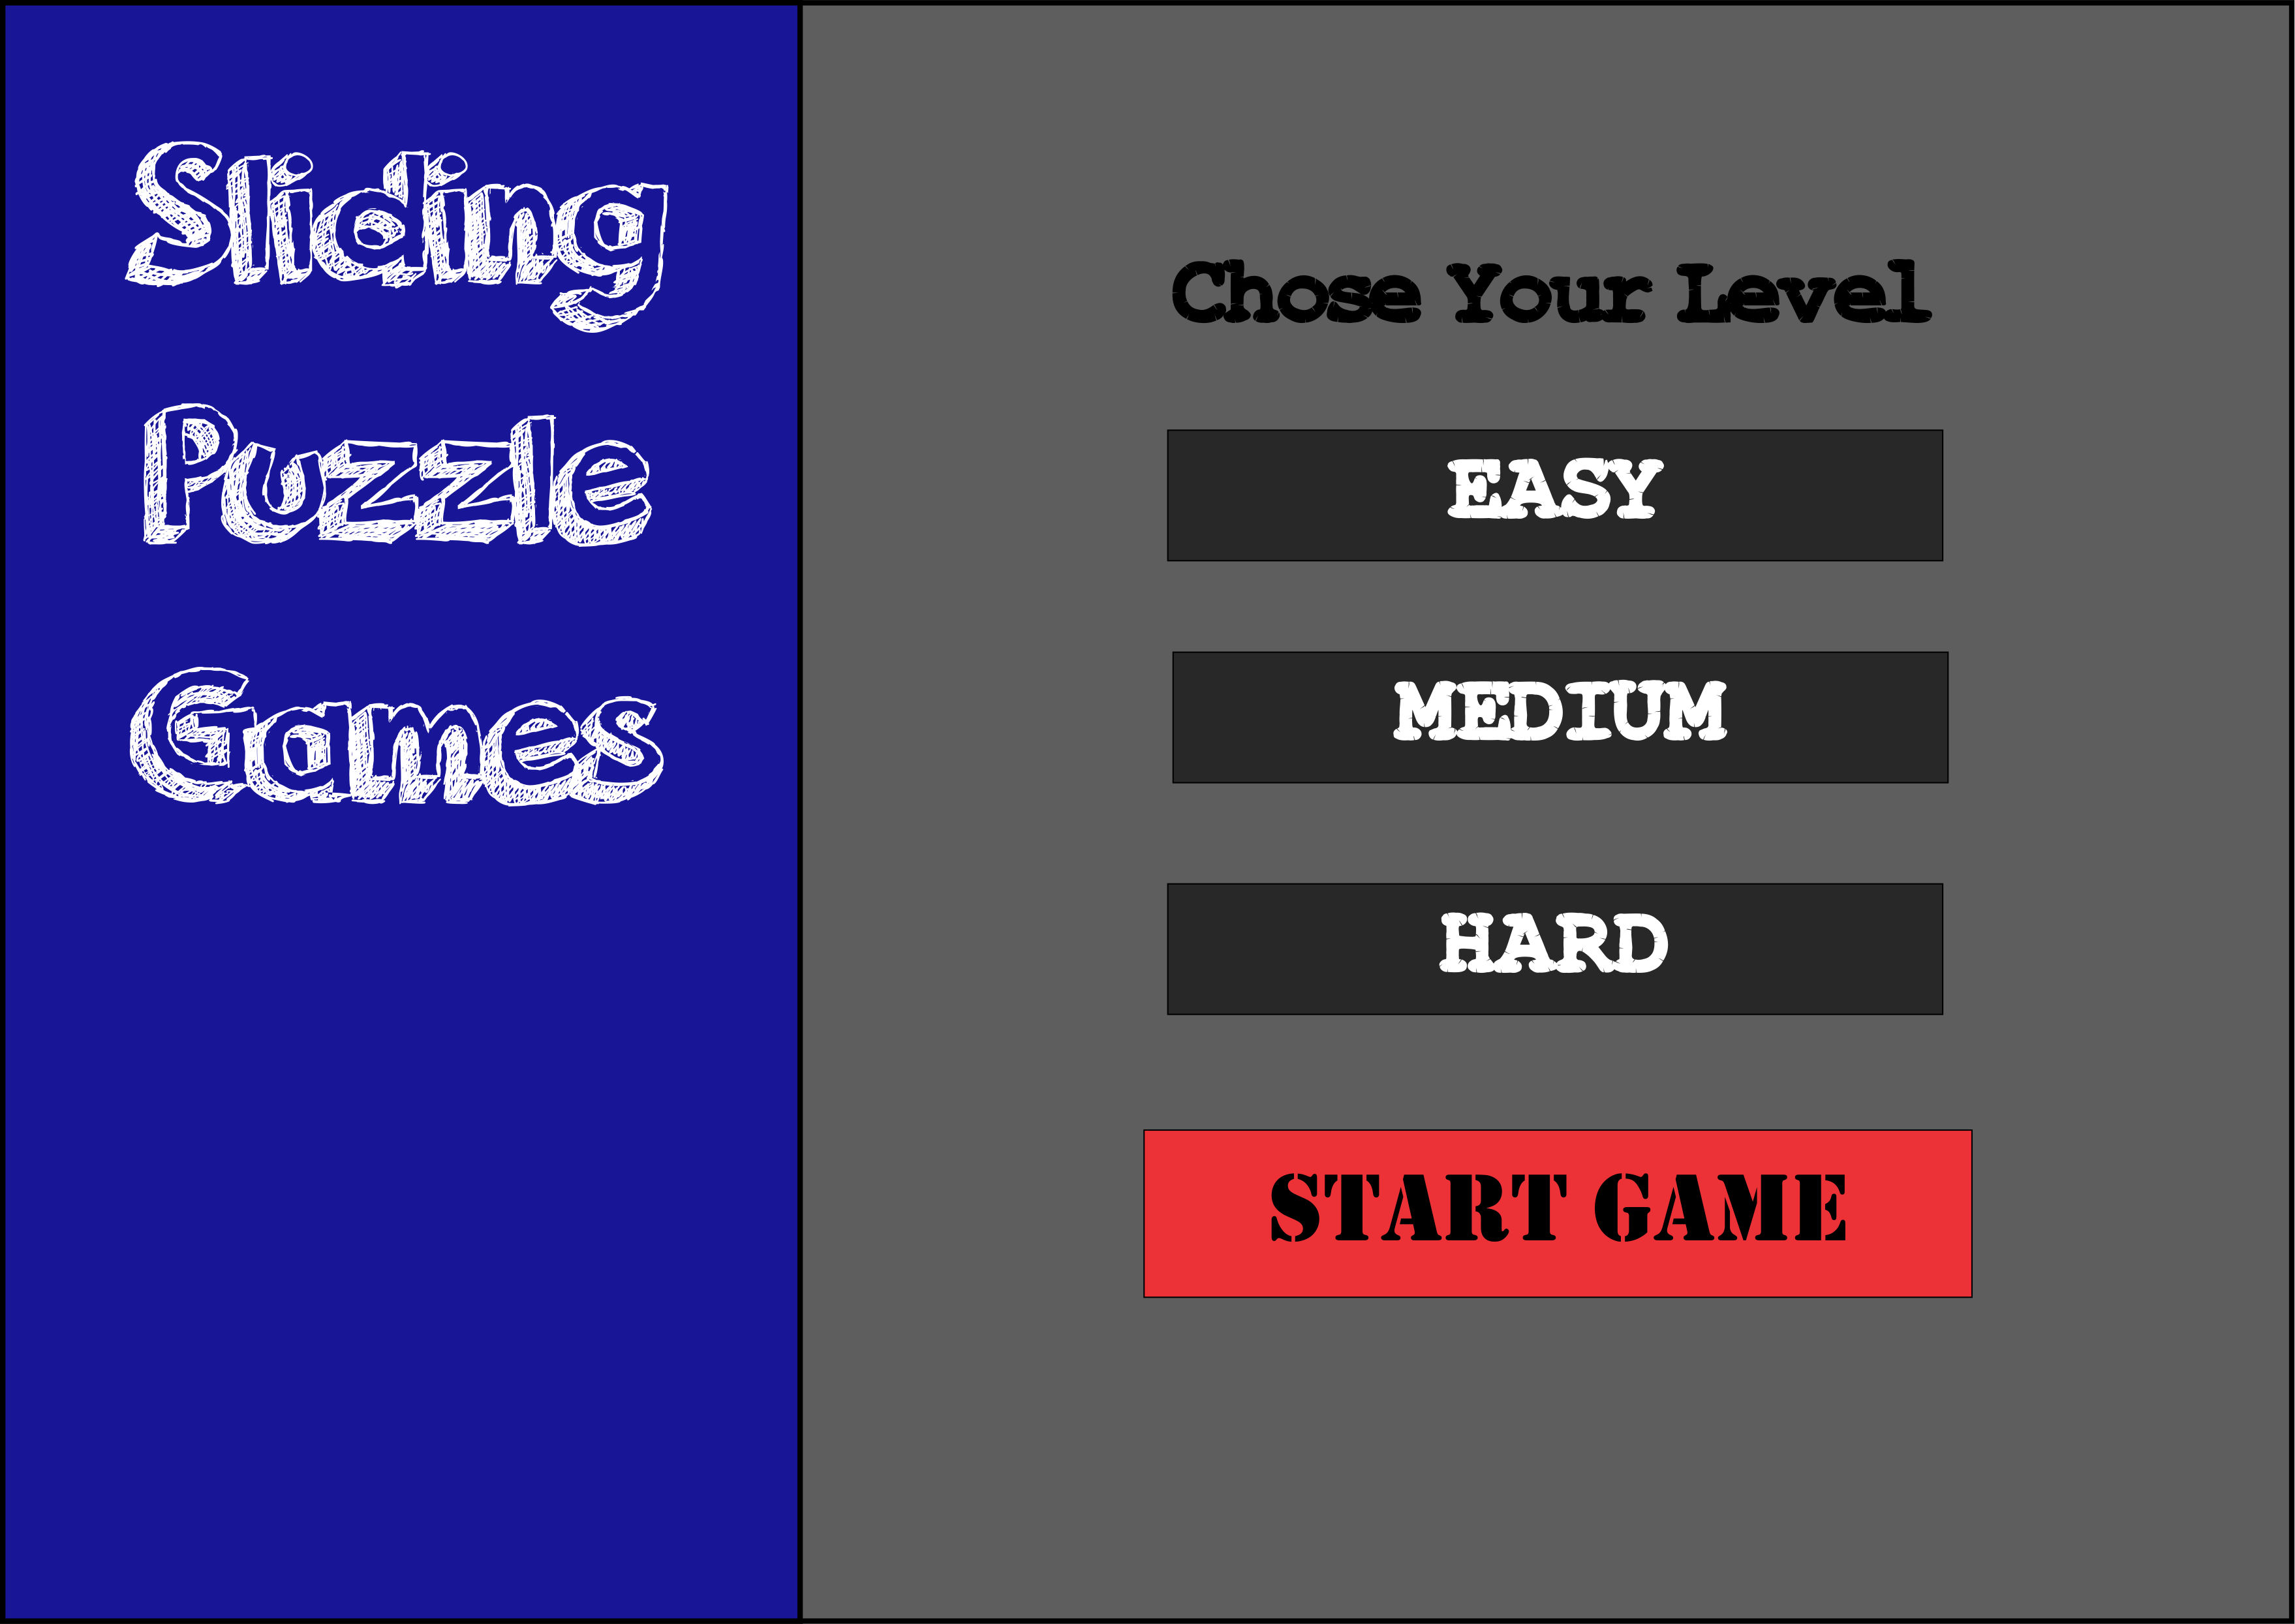 Sliding
Puzzle
Games
Chose Your Level
EASY
MEDIUM
HARD
START GAME